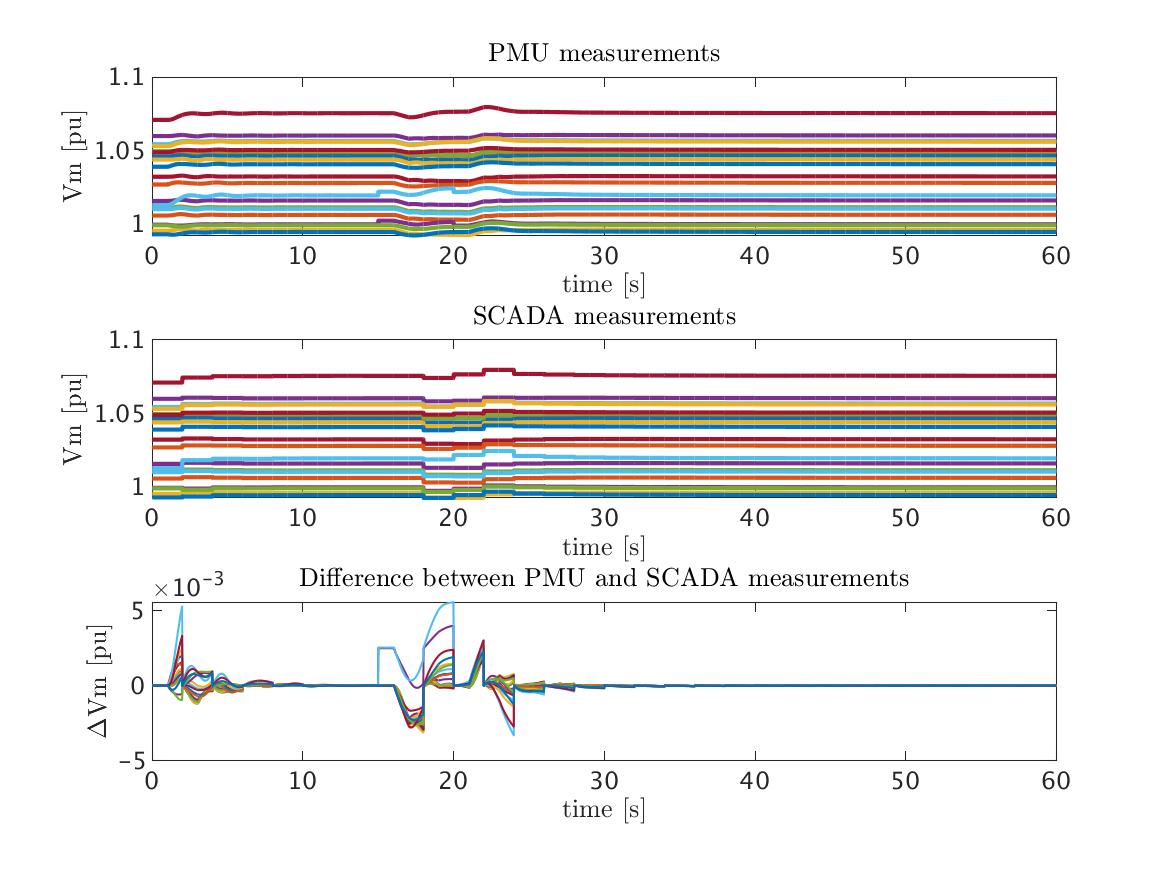 PMU measurements
1.1
1.05
1
Vm [pu]
0 10 20 30 40 50 60
time [s]
SCADA measurements
1.1
1.05
1
Vm [pu]
0 10 20 30 40 50 60
time [s]
Difference between PMU and SCADA measurements
×10⁻³
5
0
-5
ΔVm [pu]
0 10 20 30 40 50 60
time [s]